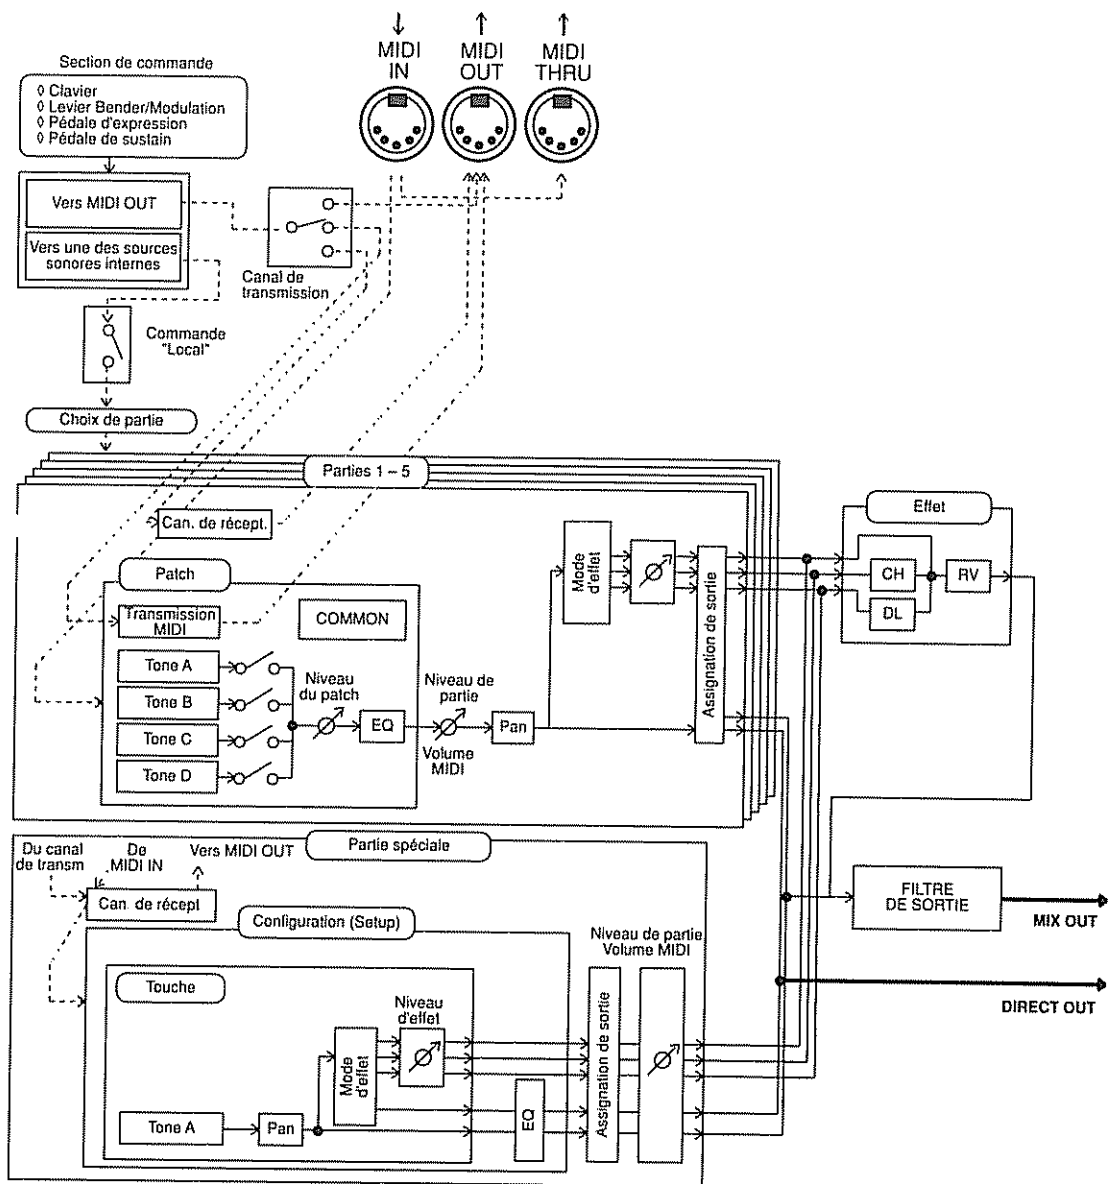 MIDI
IN
MIDI
OUT
MIDI
THRU
Section de commande
◊ Clavier
◊ Levier Bender/Modulation
◊ Pédale d'expression
◊ Pédale de sustain
Vers MIDI OUT
Vers une des sources
sonores internes
Canal de
transmission
Commande
"Local"
Choix de partie
Parties 1 – 5
Can. de récept.
Patch
Transmission
MIDI
COMMON
Tone A
Tone B
Tone C
Tone D
Niveau
du patch
EQ
Niveau de
partie
Volume
MIDI
Pan
Mode
d'effet
Assignation de sortie
Effet
CH
DL
RV
Partie spéciale
Du canal
de transm
De
MIDI IN
Vers MIDI OUT
Can. de récept
Configuration (Setup)
Touche
Tone A
Pan
Mode
d'effet
Niveau
d'effet
EQ
Assignation de sortie
Niveau de partie
Volume MIDI
FILTRE
DE SORTIE
MIX OUT
DIRECT OUT